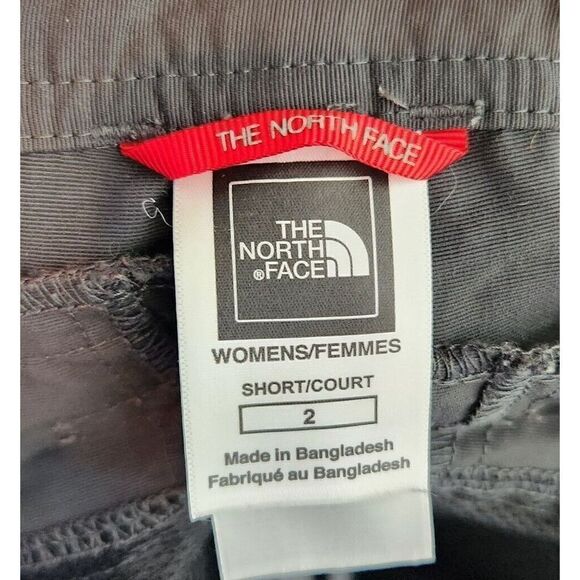 THE NORTH FACE
THE
NORTH
®FACE
WOMENS/FEMMES
SHORT/COURT
2
Made in Bangladesh
Fabriqué au Bangladesh